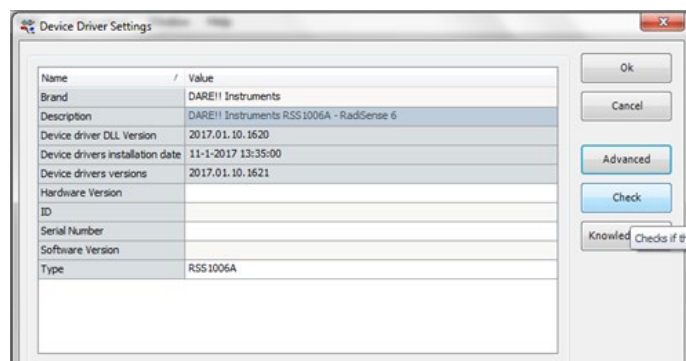 Device Driver Settings
Help
X
Name / Value
Brand DARE!! Instruments
Description DARE!! Instruments RSS1006A - RadiSense 6
Device driver DLL Version 2017.01.10.1620
Device drivers installation date 11-1-2017 13:35:00
Device drivers versions 2017.01.10.1621
Hardware Version
ID
Serial Number
Software Version
Type RSS1006A
Ok
Cancel
Advanced
Check
Knowled
Checks if th